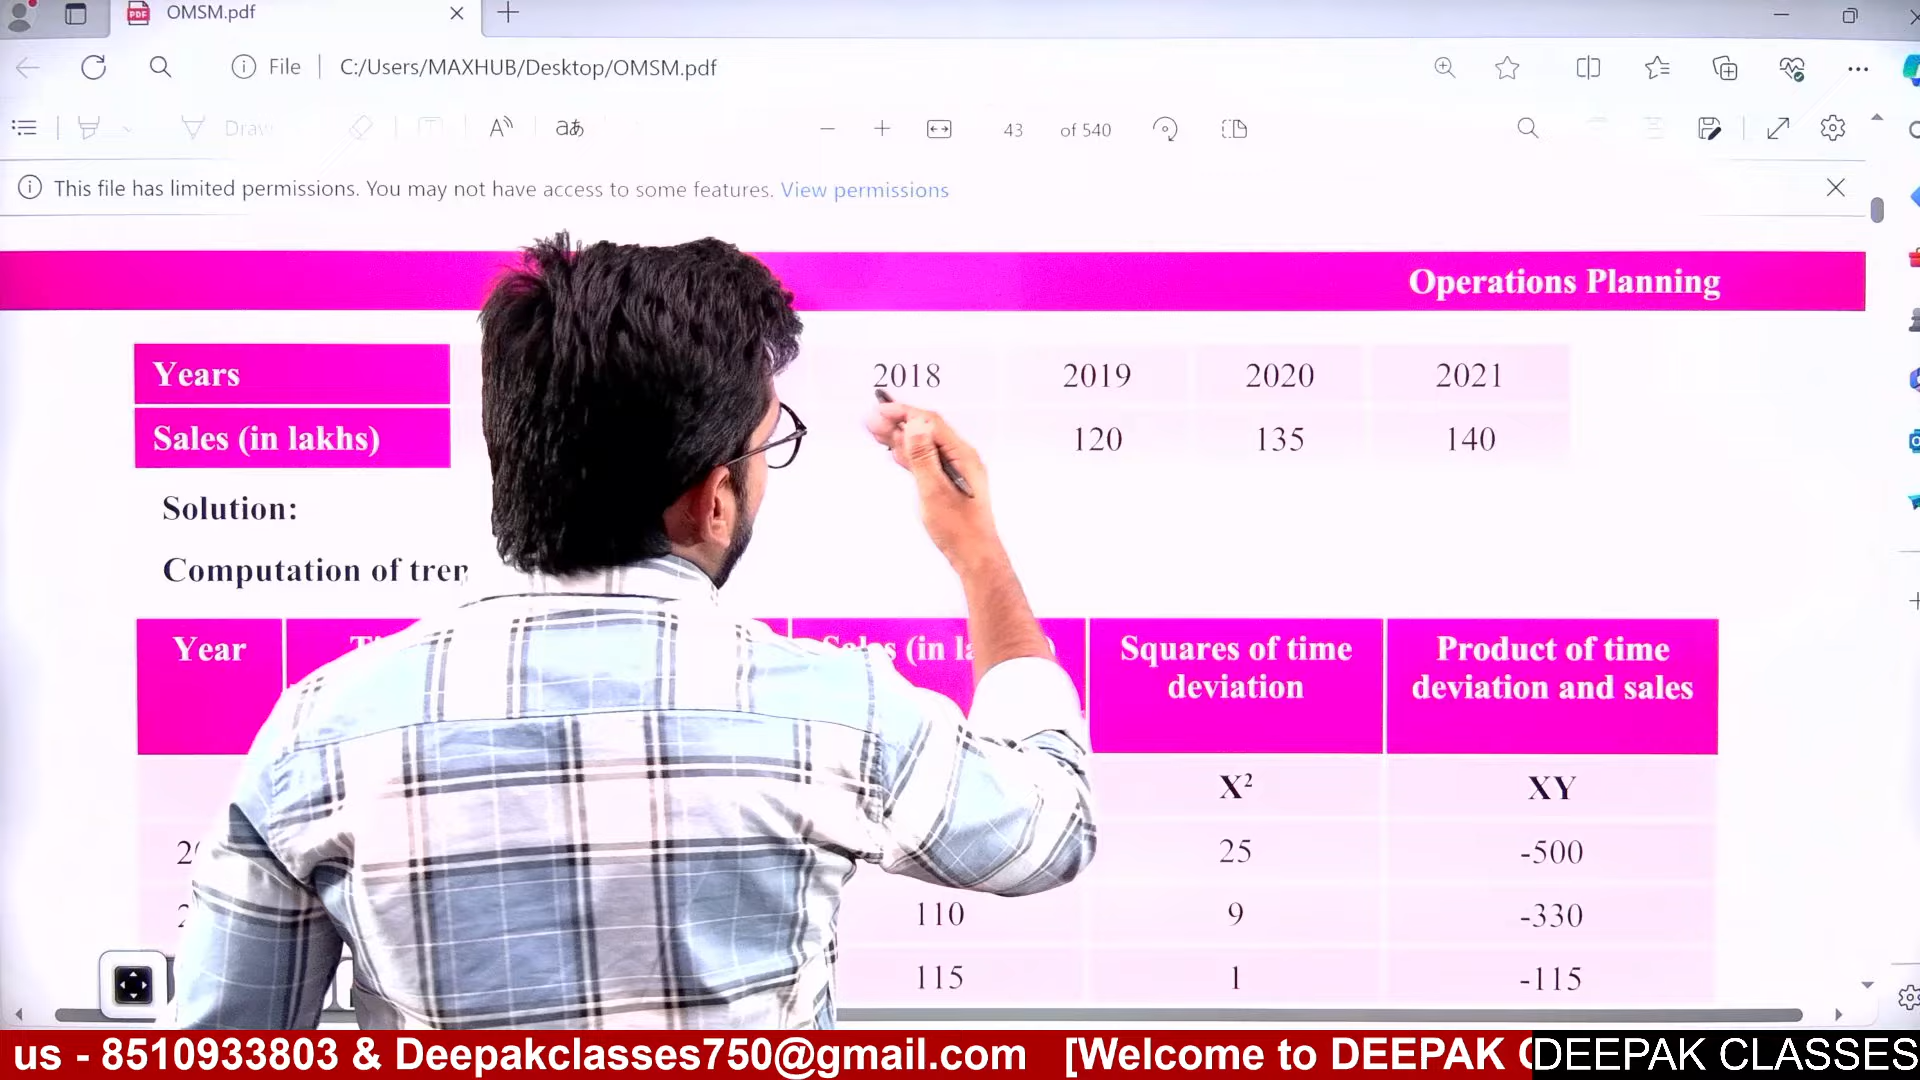 OMSM.pdf
File
C:/Users/MAXHUB/Desktop/OMSM.pdf
Draw
43 of 540
This file has limited permissions. You may not have access to some features. View permissions
Operations Planning
Years 2018 2019 2020 2021
Sales (in lakhs) 120 135 140
Solution:
Computation of
Year Sales (in Squares of time deviation Product of time deviation and sales
X² XY
25 -500
110 9 -330
115 1 -115
us - 8510933803 & Deepakclasses750@gmail.com [Welcome to DEEPAK
DEEPAK CLASSES